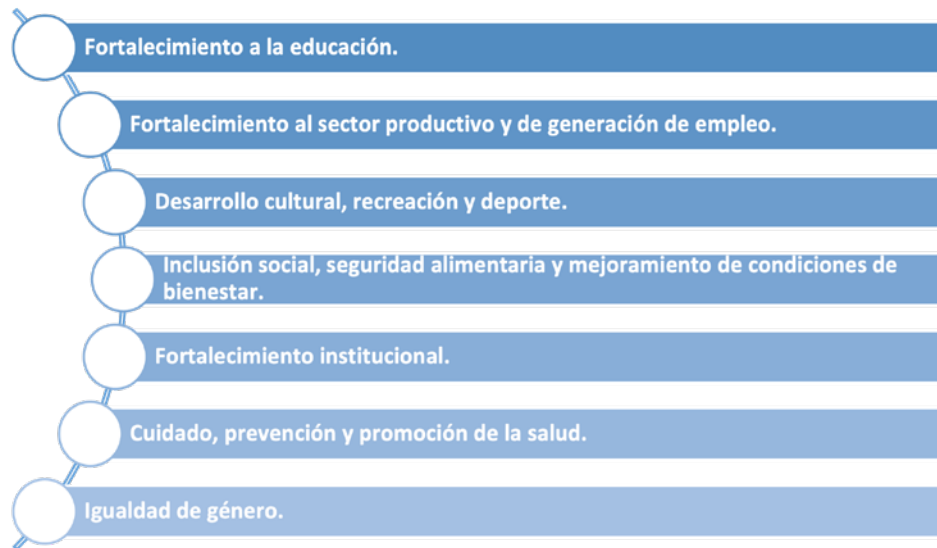 Fortalecimiento a la educación.
Fortalecimiento al sector productivo y de generación de empleo.
Desarrollo cultural, recreación y deporte.
Inclusión social, seguridad alimentaria y mejoramiento de condiciones de
bienestar.
Fortalecimiento institucional.
Cuidado, prevención y promoción de la salud.
Igualdad de género.